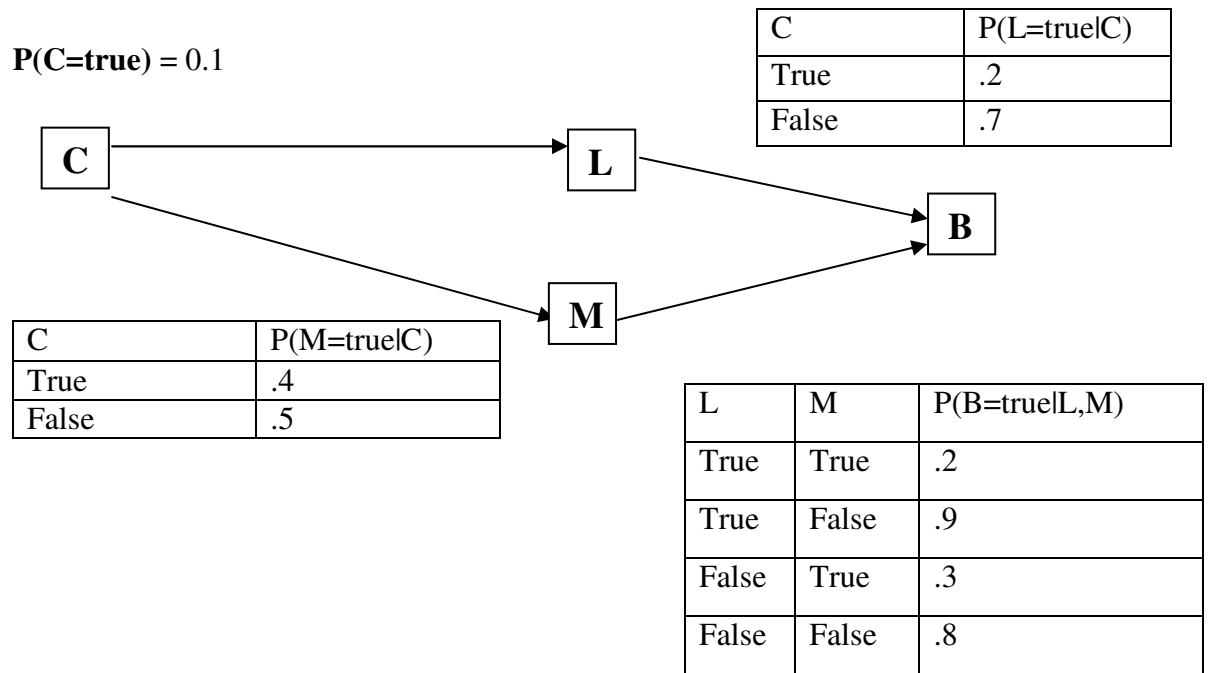 P(C=true) = 0.1
C P(L=true|C)
True .2
False .7
C
L
B
M
C P(M=true|C)
True .4
False .5
L M P(B=true|L,M)
True True .2
True False .9
False True .3
False False .8